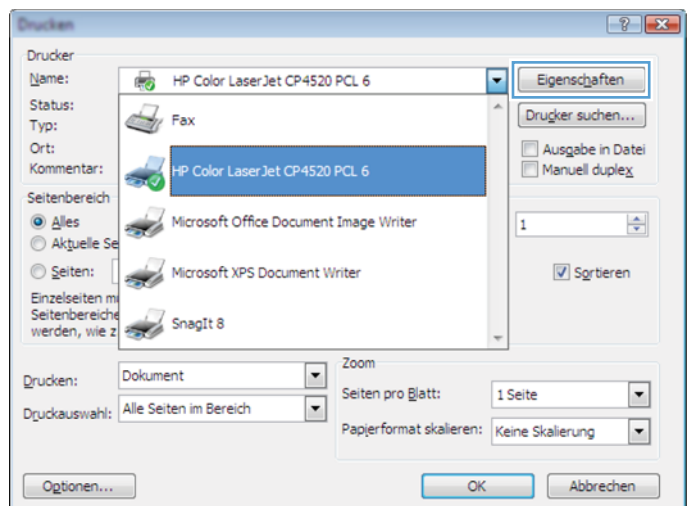 Drucken
Drucker
Name: HP Color LaserJet CP4520 PCL 6 Eigenschaften
Status:
Typ:
Ort:
Kommentar:
Fax
HP Color LaserJet CP4520 PCL 6
Microsoft Office Document Image Writer
Microsoft XPS Document Writer
SnagIt 8
Drucker suchen...
Ausgabe in Datei
Manuell duplex
Seitenbereich
Alles
Aktuelle Se
Seiten:
Einzelseiten m
Seitenbereiche
werden, wie z
1
Sortieren
Drucken: Dokument
Druckauswahl: Alle Seiten im Bereich
Zoom
Seiten pro Blatt: 1 Seite
Papierformat skalieren: Keine Skalierung
Optionen... OK Abbrechen